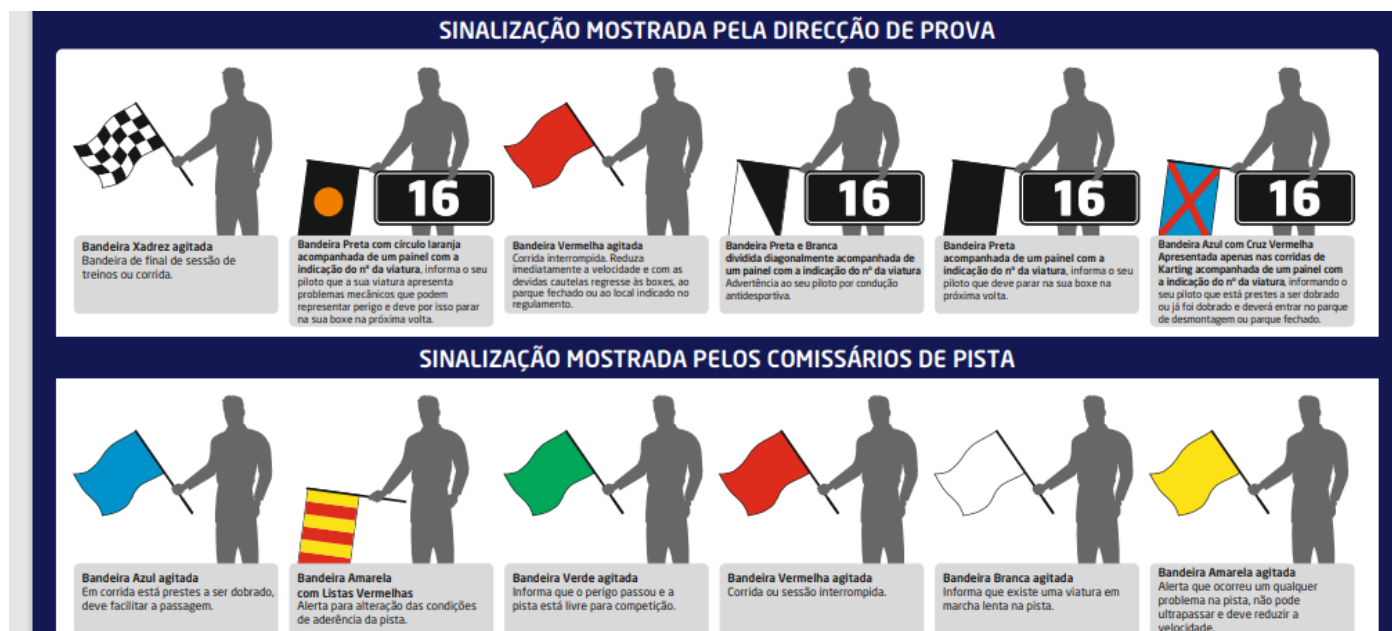 SINALIZAÇÃO MOSTRADA PELA DIRECÇÃO DE PROVA
Bandeira Xadrez agitada
Bandeira de final de sessão de
treinos ou corrida.
16
Bandeira Preta com círculo laranja
acompanhada de um painel com a
indicação do nº da viatura, informa o seu
piloto que a sua viatura apresenta
problemas mecânicos que podem
representar perigo e deve por isso parar
na sua boxe na próxima volta.
Bandeira Vermelha agitada
Corrida interrompida. Reduza
imediatamente a velocidade e com as
devidas cautelas regresse às boxes, ao
parque fechado ou ao local indicado no
regulamento.
16
Bandeira Preta e Branca
dividida diagonalmente acompanhada de
um painel com a indicação do nº da viatura
Advertência ao seu piloto por condução
antidesportiva.
16
Bandeira Preta
acompanhada de um painel com a
indicação do nº da viatura, informa o seu
piloto que deve parar na sua boxe na
próxima volta.
16
Bandeira Azul com Cruz Vermelha
Apresentada apenas nas corridas de
Karting acompanhada de um painel com
a indicação do nº da viatura, informando o
seu piloto que está prestes a ser dobrado
ou já foi dobrado e deverá entrar no parque
de desmontagem ou parque fechado.
SINALIZAÇÃO MOSTRADA PELOS COMISSÁRIOS DE PISTA
Bandeira Azul agitada
Em corrida está prestes a ser dobrado,
deve facilitar a passagem.
Bandeira Amarela
com Listas Vermelhas
Alerta para alteração das condições
de aderência da pista.
Bandeira Verde agitada
Informa que o perigo passou e a
pista está livre para competição.
Bandeira Vermelha agitada
Corrida ou sessão interrompida.
Bandeira Branca agitada
Informa que existe uma viatura em
marcha lenta na pista.
Bandeira Amarela agitada
Alerta que ocorreu um qualquer
problema na pista, não pode
ultrapassar e deve reduzir a
velocidade.